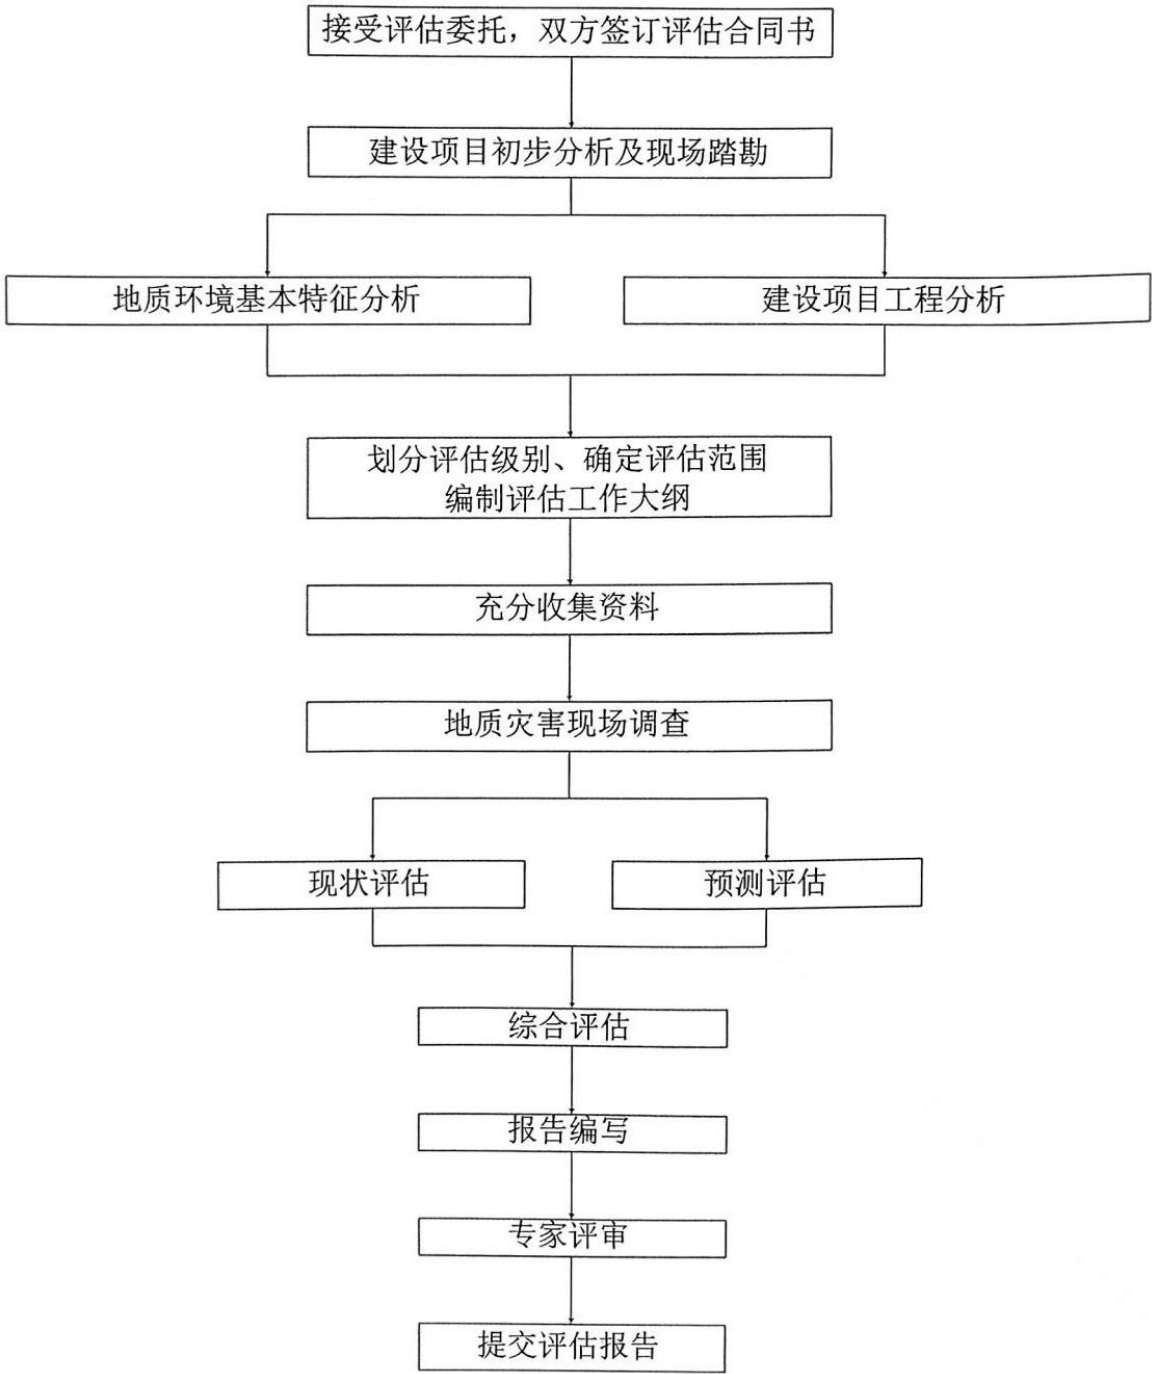 接受评估委托，双方签订评估合同书
建设项目初步分析及现场踏勘
地质环境基本特征分析
建设项目工程分析
划分评估级别、确定评估范围
编制评估工作大纲
充分收集资料
地质灾害现场调查
现状评估
预测评估
综合评估
报告编写
专家评审
提交评估报告